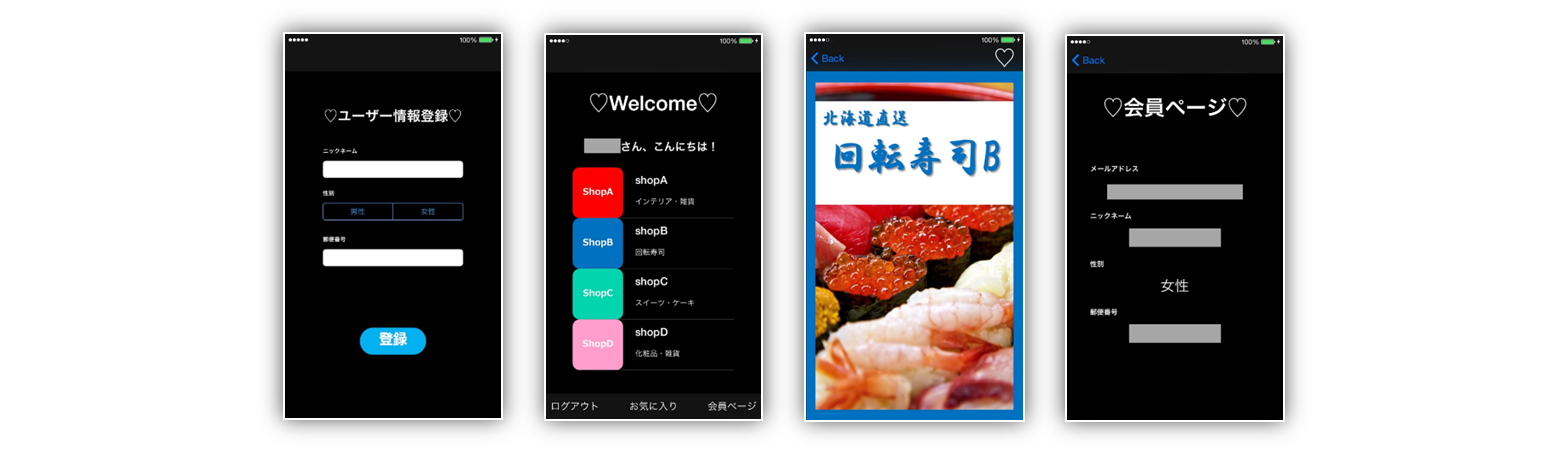 100%
♡ユーザー情報登録♡
ニックネーム
性別
男性 女性
郵便番号
登録
100%
♡Welcome♡
さん、こんにちは！
ShopA
shopA
インテリア・雑貨
ShopB
shopB
回転寿司
ShopC
shopC
スイーツ・ケーキ
ShopD
shopD
化粧品・雑貨
ログアウト お気に入り 会員ページ
100%
Back ♡
北海道直送
回転寿司B
100%
Back
♡会員ページ♡
メールアドレス
ニックネーム
性別
女性
郵便番号